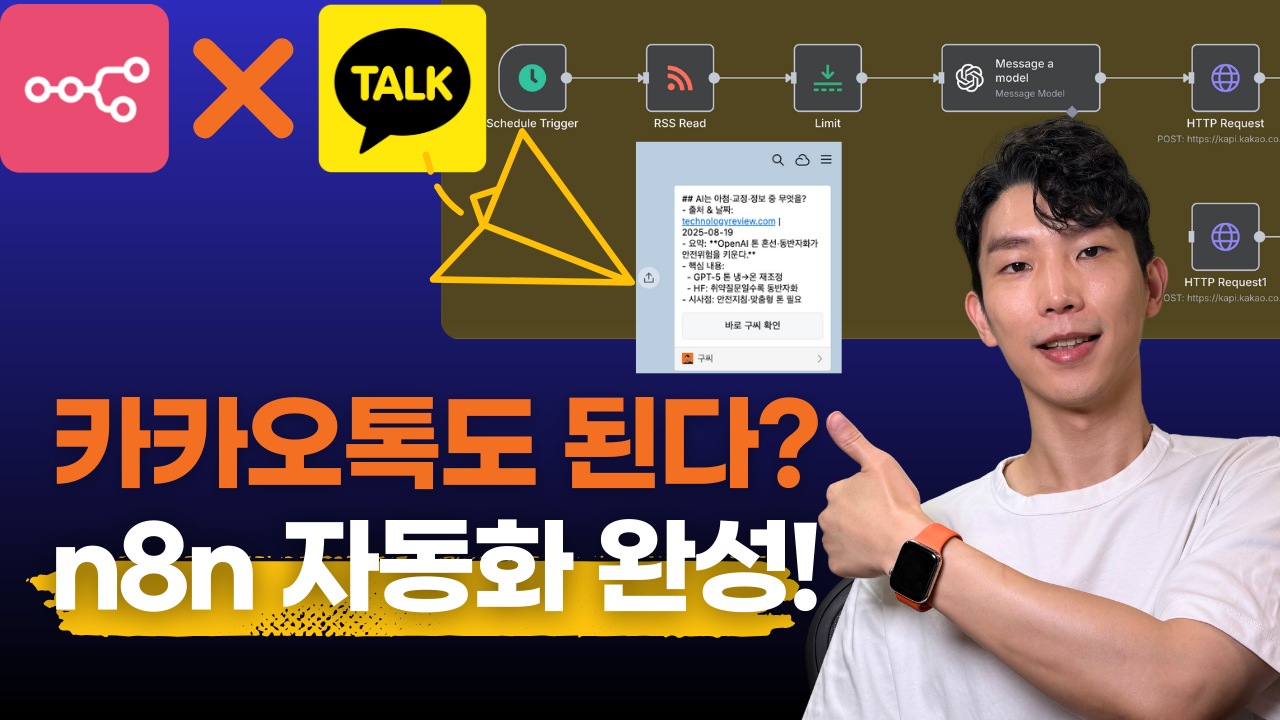 TALK
Schedule Trigger
RSS Read
Limit
Message a
model
Message Model
HTTP Request
POST: https://kapi.kakao.co
HTTP Request1
OST: https://kapi.kakao.co
## AI는 아첨·교정·정보 중 무엇을?
- 출처 & 날짜:
technologyreview.com |
2025-08-19
- 요약: **OpenAI 톤 혼선·동반자화가
안전위험을 키운다.**
- 핵심 내용:
- GPT-5 톤 냉→온 재조정
- HF: 취약질문일수록 동반자화
- 시사점: 안전지침·맞춤형 톤 필요
바로 구씨 확인
구씨
카카오톡도 된다?
n8n 자동화 완성!